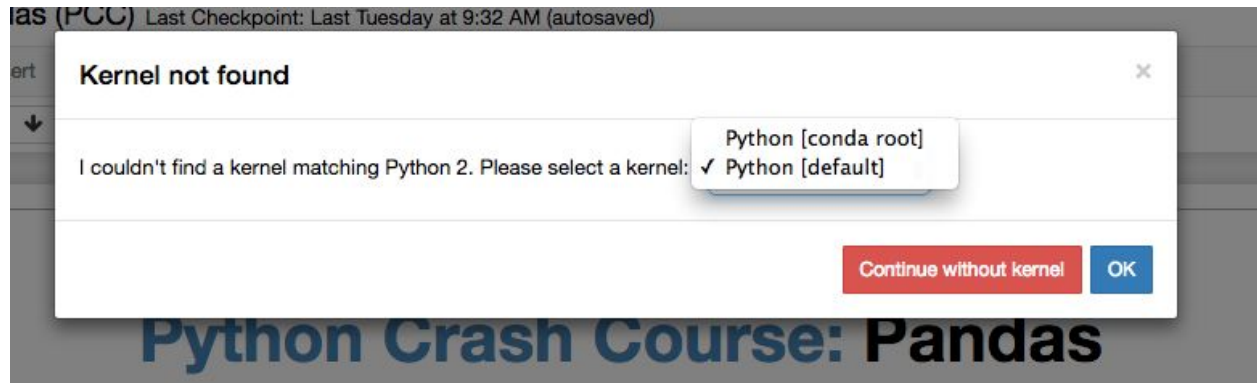 (PCC) Last Checkpoint: Last Tuesday at 9:32 AM (autosaved)
ert
Kernel not found
×
Python [conda root]
I couldn't find a kernel matching Python 2. Please select a kernel: ✓ Python [default]
Continue without kernel OK
Python Crash Course: Pandas